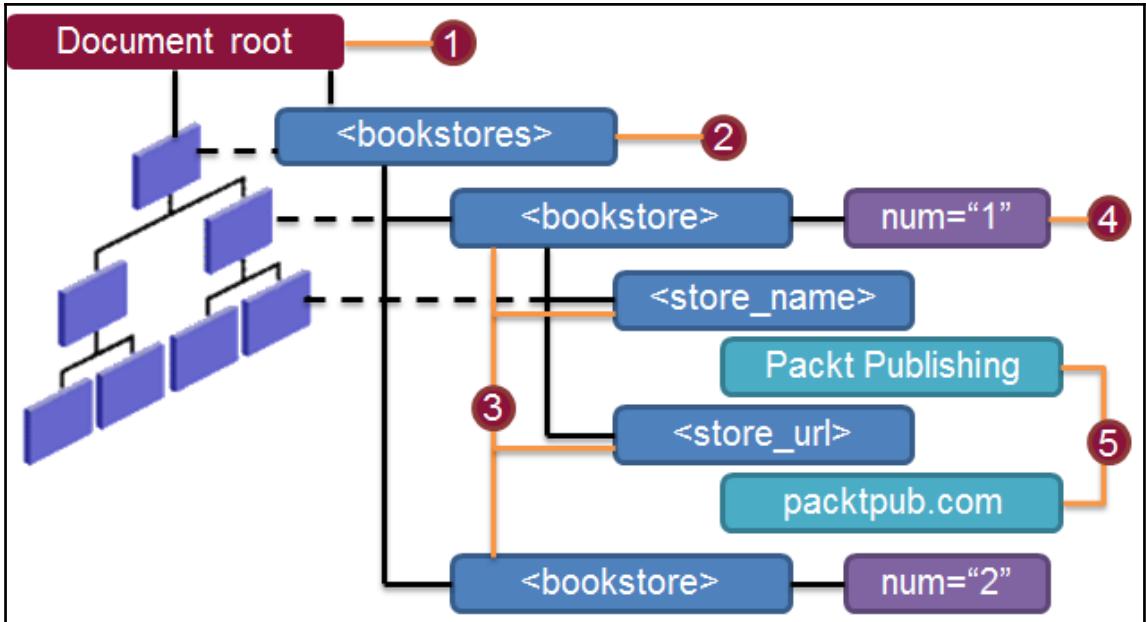 Document root
1
<bookstores>
2
<bookstore>
num=“1”
4
<store_name>
Packt Publishing
3
<store_url>
5
packtpub.com
<bookstore>
num=“2”